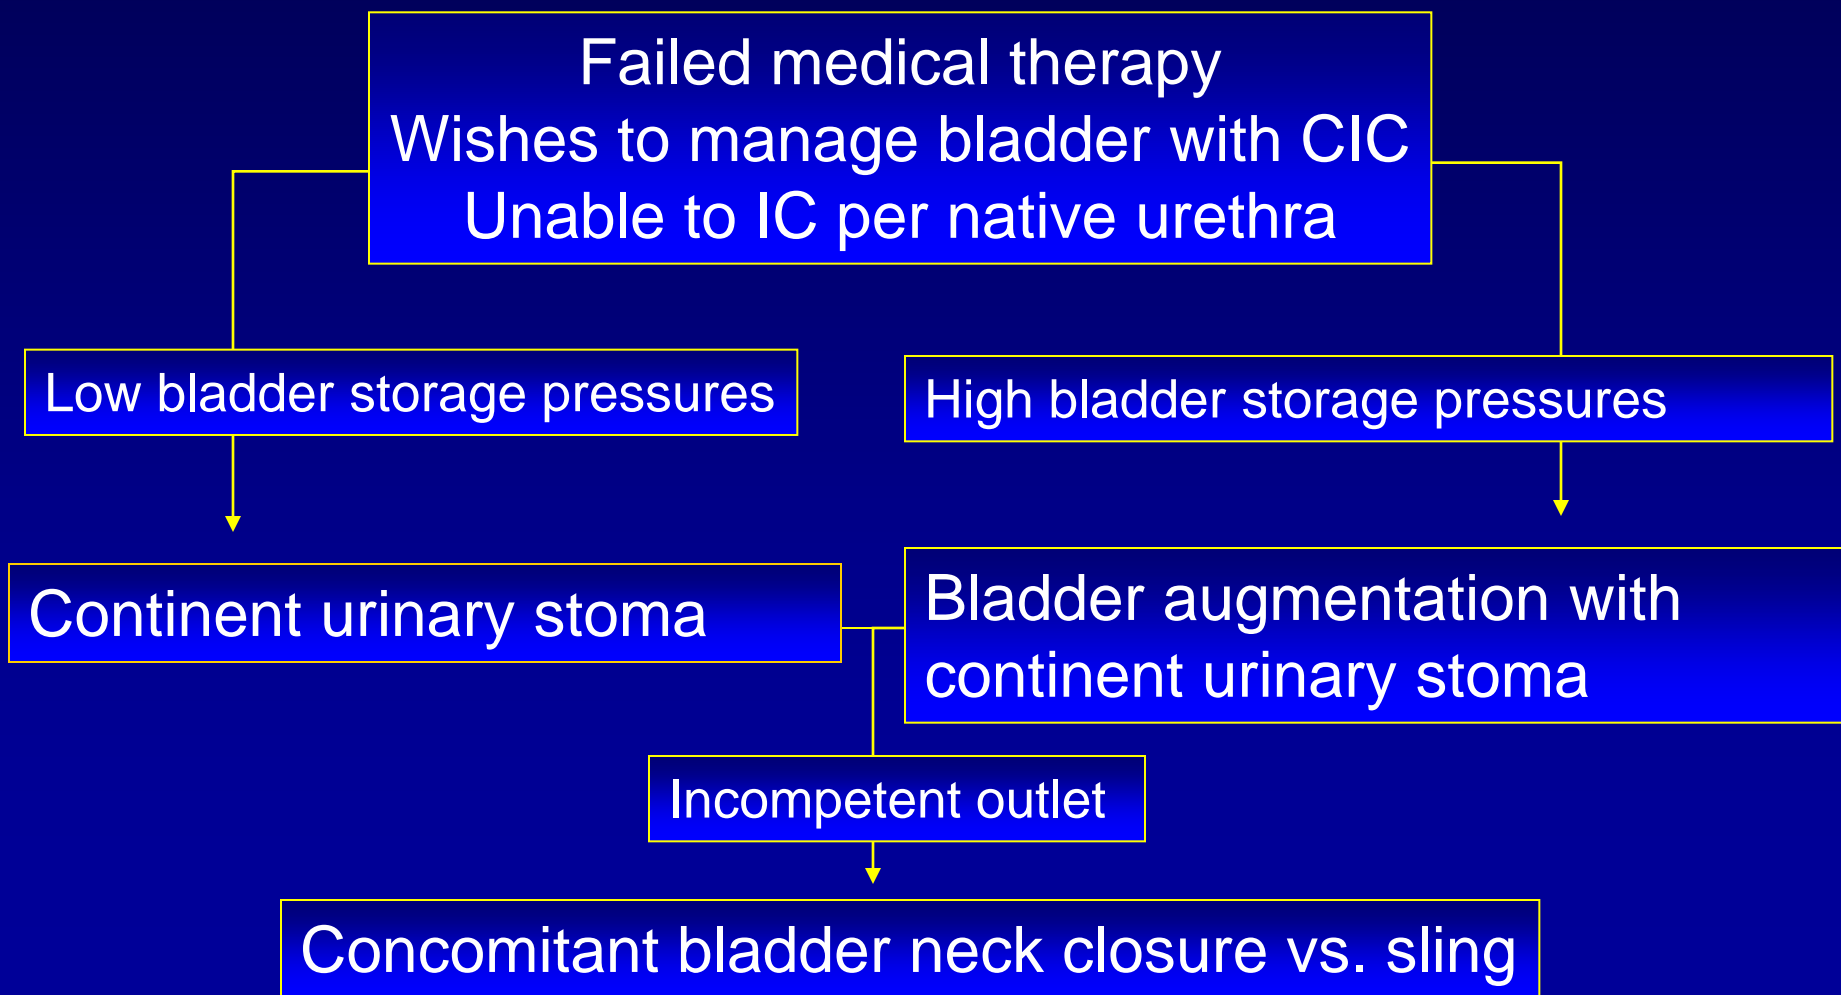 Failed medical therapy
Wishes to manage bladder with CIC
Unable to IC per native urethra
Low bladder storage pressures
High bladder storage pressures
Continent urinary stoma
Bladder augmentation with
continent urinary stoma
Incompetent outlet
Concomitant bladder neck closure vs. sling